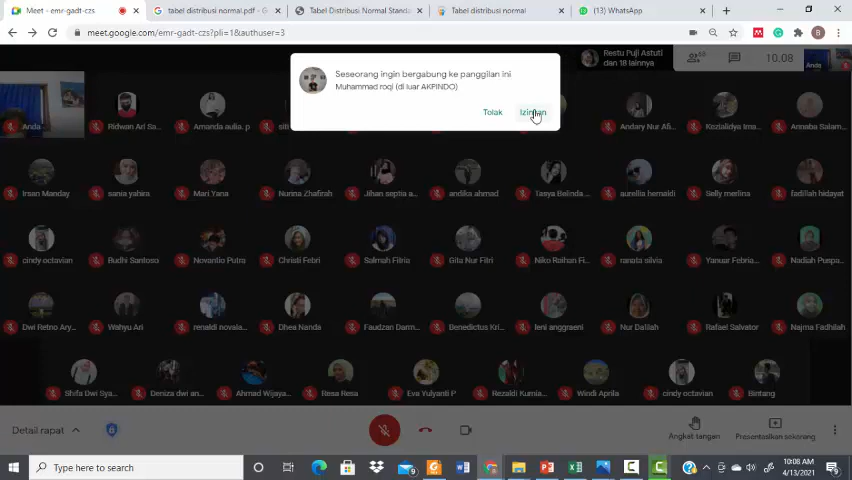 Meet - emr-gadt-czs
tabel distribusi normal.pdf - G
Tabel Distribusi Normal Standa
Tabel distribusi normal
(13) WhatsApp
meet.google.com/emr-gadt-czs?pli=1&authuser=3
B
Seseorang ingin bergabung ke panggilan ini
Muhammad roqi (di luar AKPINDO)
Tolak
Izinkan
Restu Puji Astuti
dan 18 lainnya
Anda
Anda
Ridwan Ari Sa...
Amanda aulia. p
Andary Nur Afi...
Kezialidya Ima...
Annaba Salam...
Irsan Manday
sania yahira
Mari Yana
Nurina Zhafirah
Jihan septia a...
andika ahmad
Tasya Belinda ...
aurellia hernaldi
Selly merlina
fadillah hidayat
cindy octavian
Budhi Santoso
Novantio Putra
Christi Febri
Salmah Fitria
Gita Nur Fitri
Niko Raihan Fi...
ranata silvia
Yanuar Febria...
Nadiah Puspa...
Dwi Retno Ary...
Wahyu Ari
renaldi novaia...
Dhea Nanda
Faudzan Darm...
Benedictus Kri...
leni anggraeni
Nur Dalilah
Rafael Salvator
Najma Fadhilah
Shifa Dwi Sya...
Deniza dwi an...
Ahmad Wijaya...
Resa Resa
Eva Yulyanti P
Rezaldi Kurnia...
Windi Aprila
cindy octavian
Bintang
Detail rapat
Angkat tangan
Presentasikan sekarang
Type here to search
10:08 AM
4/13/2021